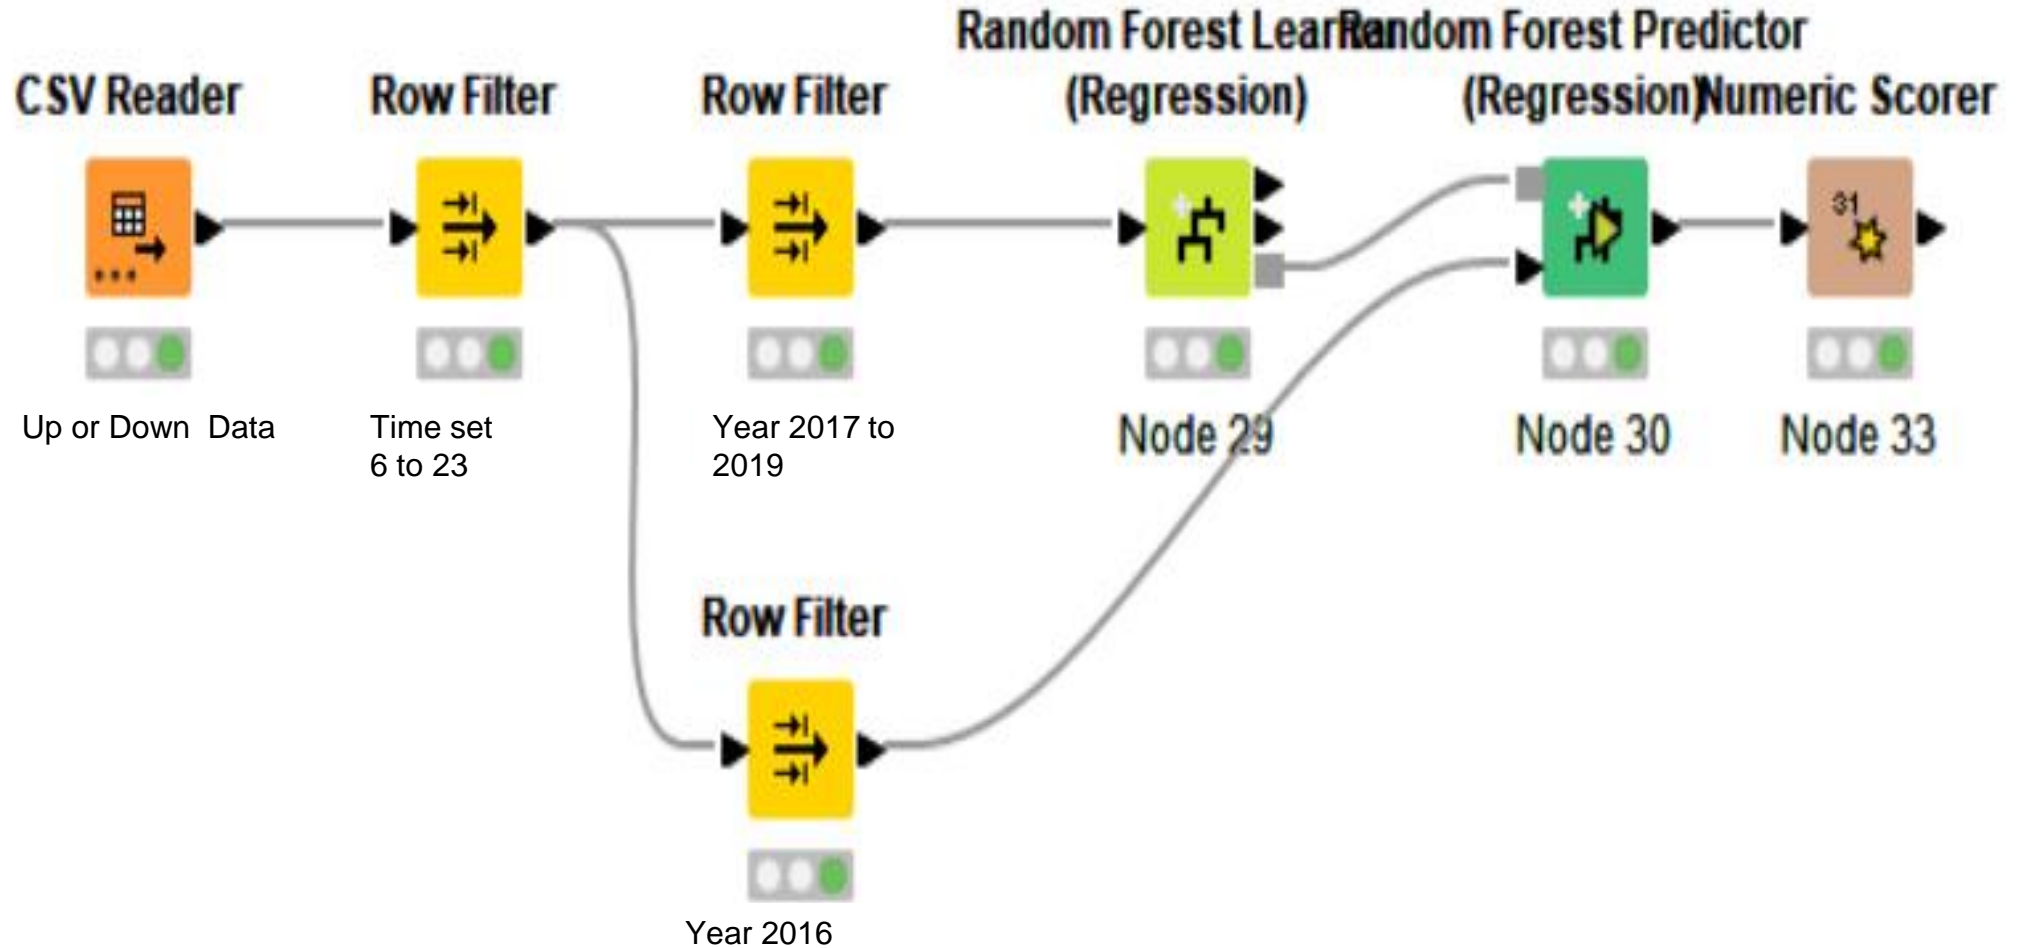 CSV Reader
Row Filter
Row Filter
Random Forest Learner
(Regression)
Random Forest Predictor
(Regression)
Numeric Scorer
31
Up or Down  Data
Time set
6 to 23
Year 2017 to
2019
Node 29
Node 30
Node 33
Row Filter
Year 2016